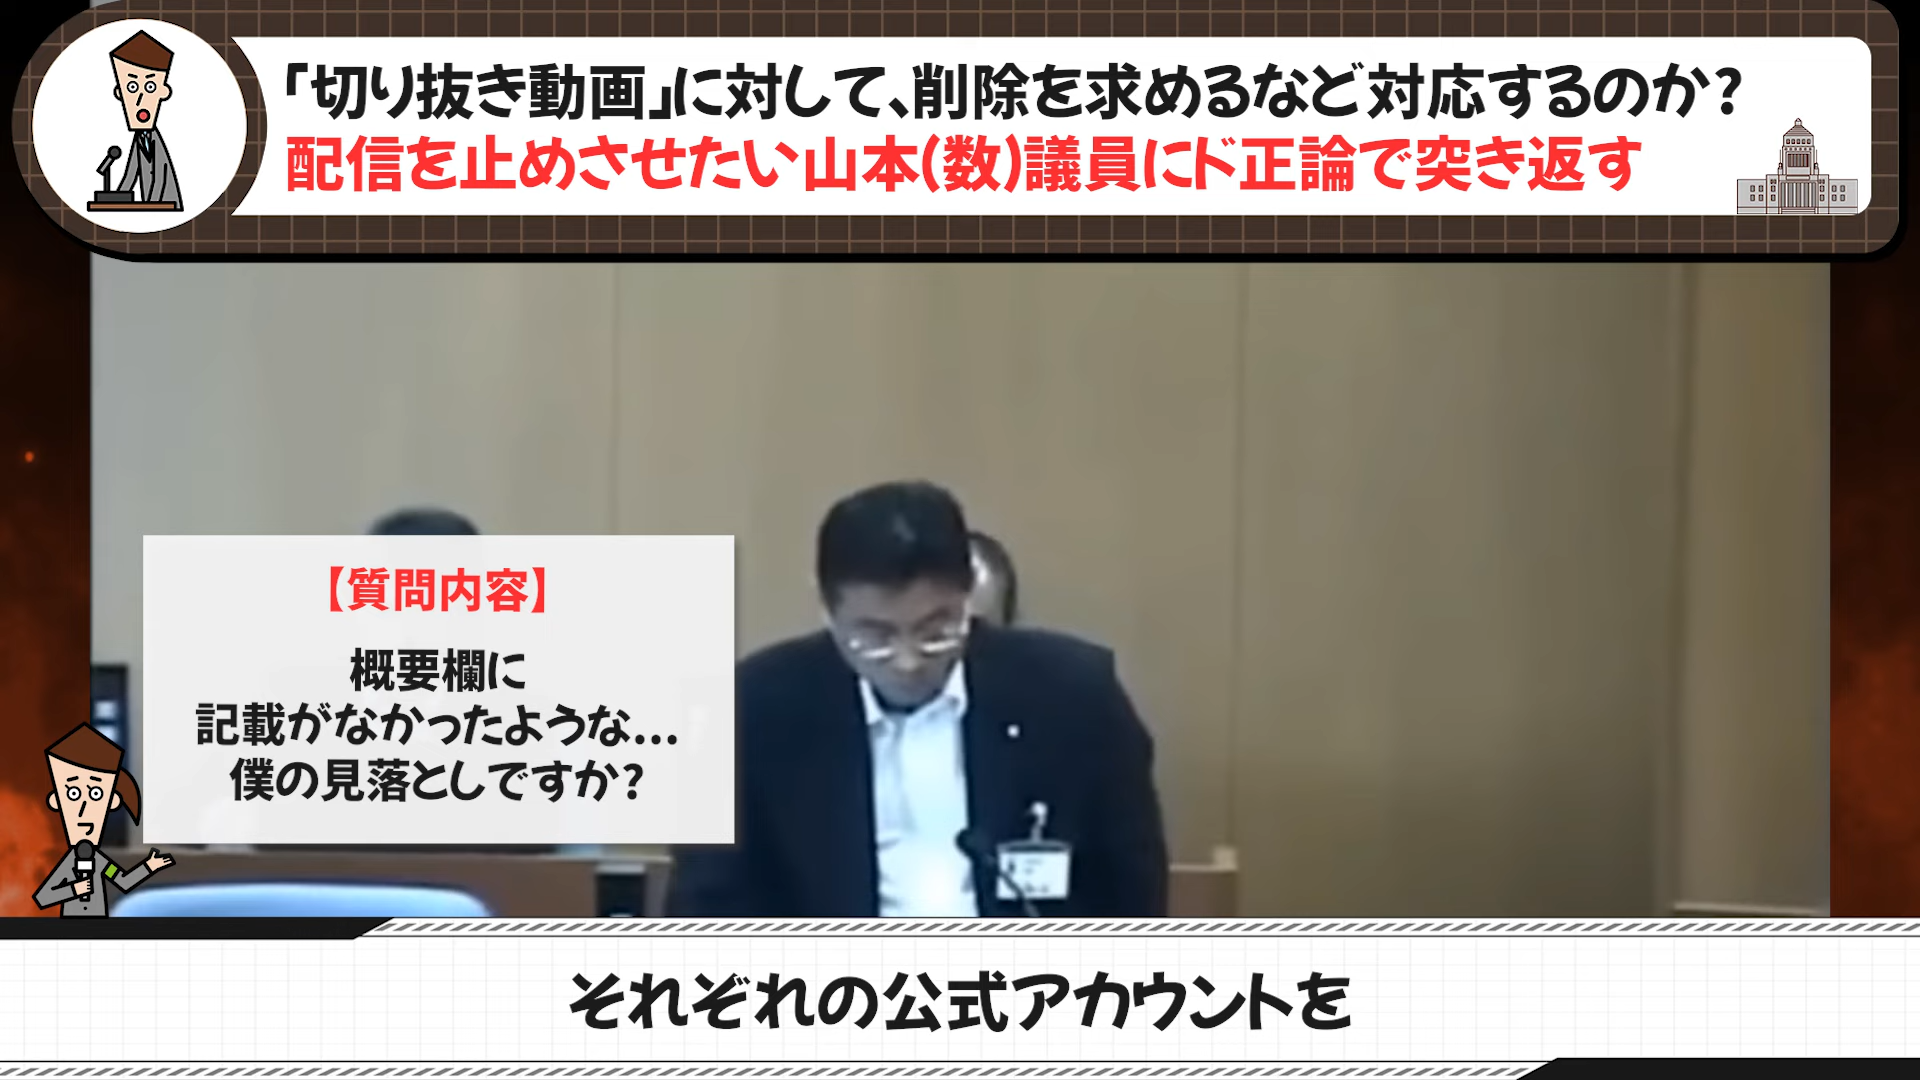 「切り抜き動画」に対して、削除を求めるなど対応するのか?
配信を止めさせたい山本(数)議員にド正論で突き返す
【質問内容】
概要欄に
記載がなかったような...
僕の見落としですか?
それぞれの公式アカウントを